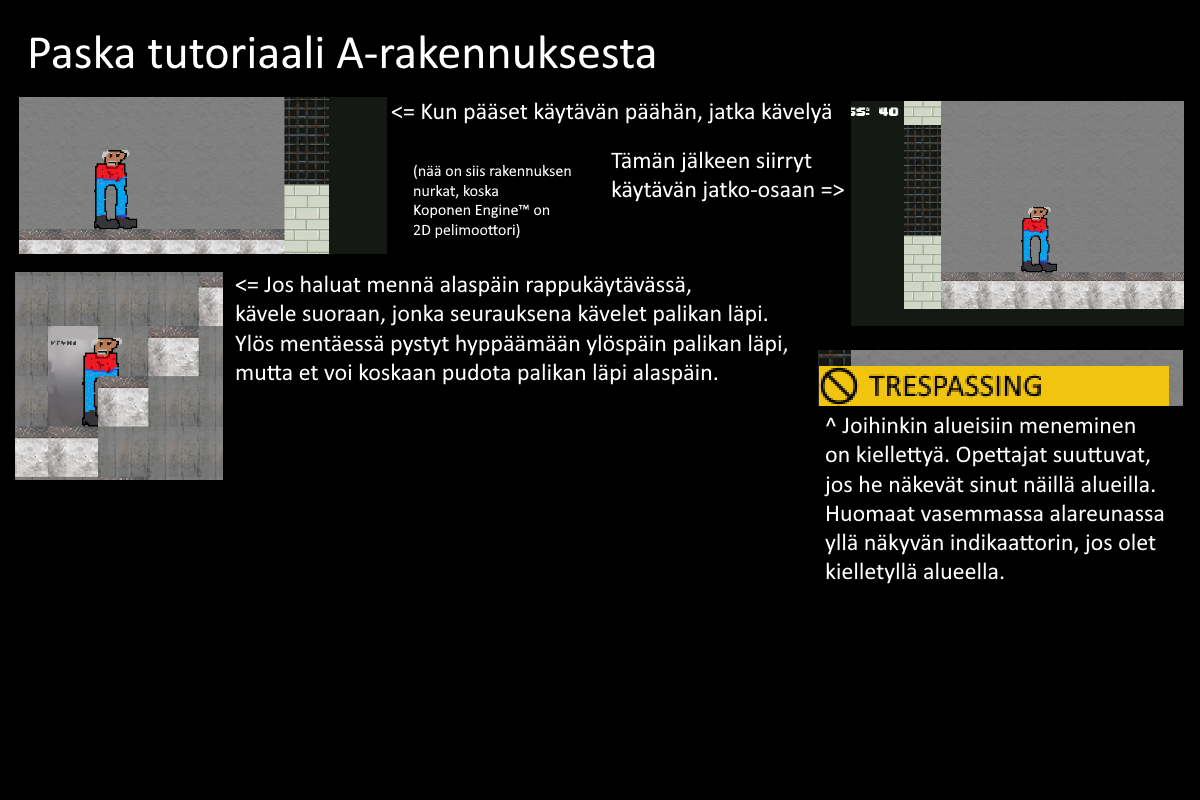 Paska tutoriaali A-rakennuksesta
<= Kun pääset käytävän päähän, jatka kävelyä
(nää on siis rakennuksen
nurkat, koska
Koponen Engine™ on
2D pelimoottori)
Tämän jälkeen siirryt
käytävän jatko-osaan =>
SS: 40
<= Jos haluat mennä alaspäin rappukäytävässä,
kävele suoraan, jonka seurauksena kävelet palikan läpi.
Ylös mentäessä pystyt hyppäämään ylöspäin palikan läpi,
mutta et voi koskaan pudota palikan läpi alaspäin.
TRESPASSING
^ Joihinkin alueisiin meneminen
on kiellettyä. Opettajat suuttuvat,
jos he näkevät sinut näillä alueilla.
Huomaat vasemmassa alareunassa
yllä näkyvän indikaattorin, jos olet
kielletyllä alueella.